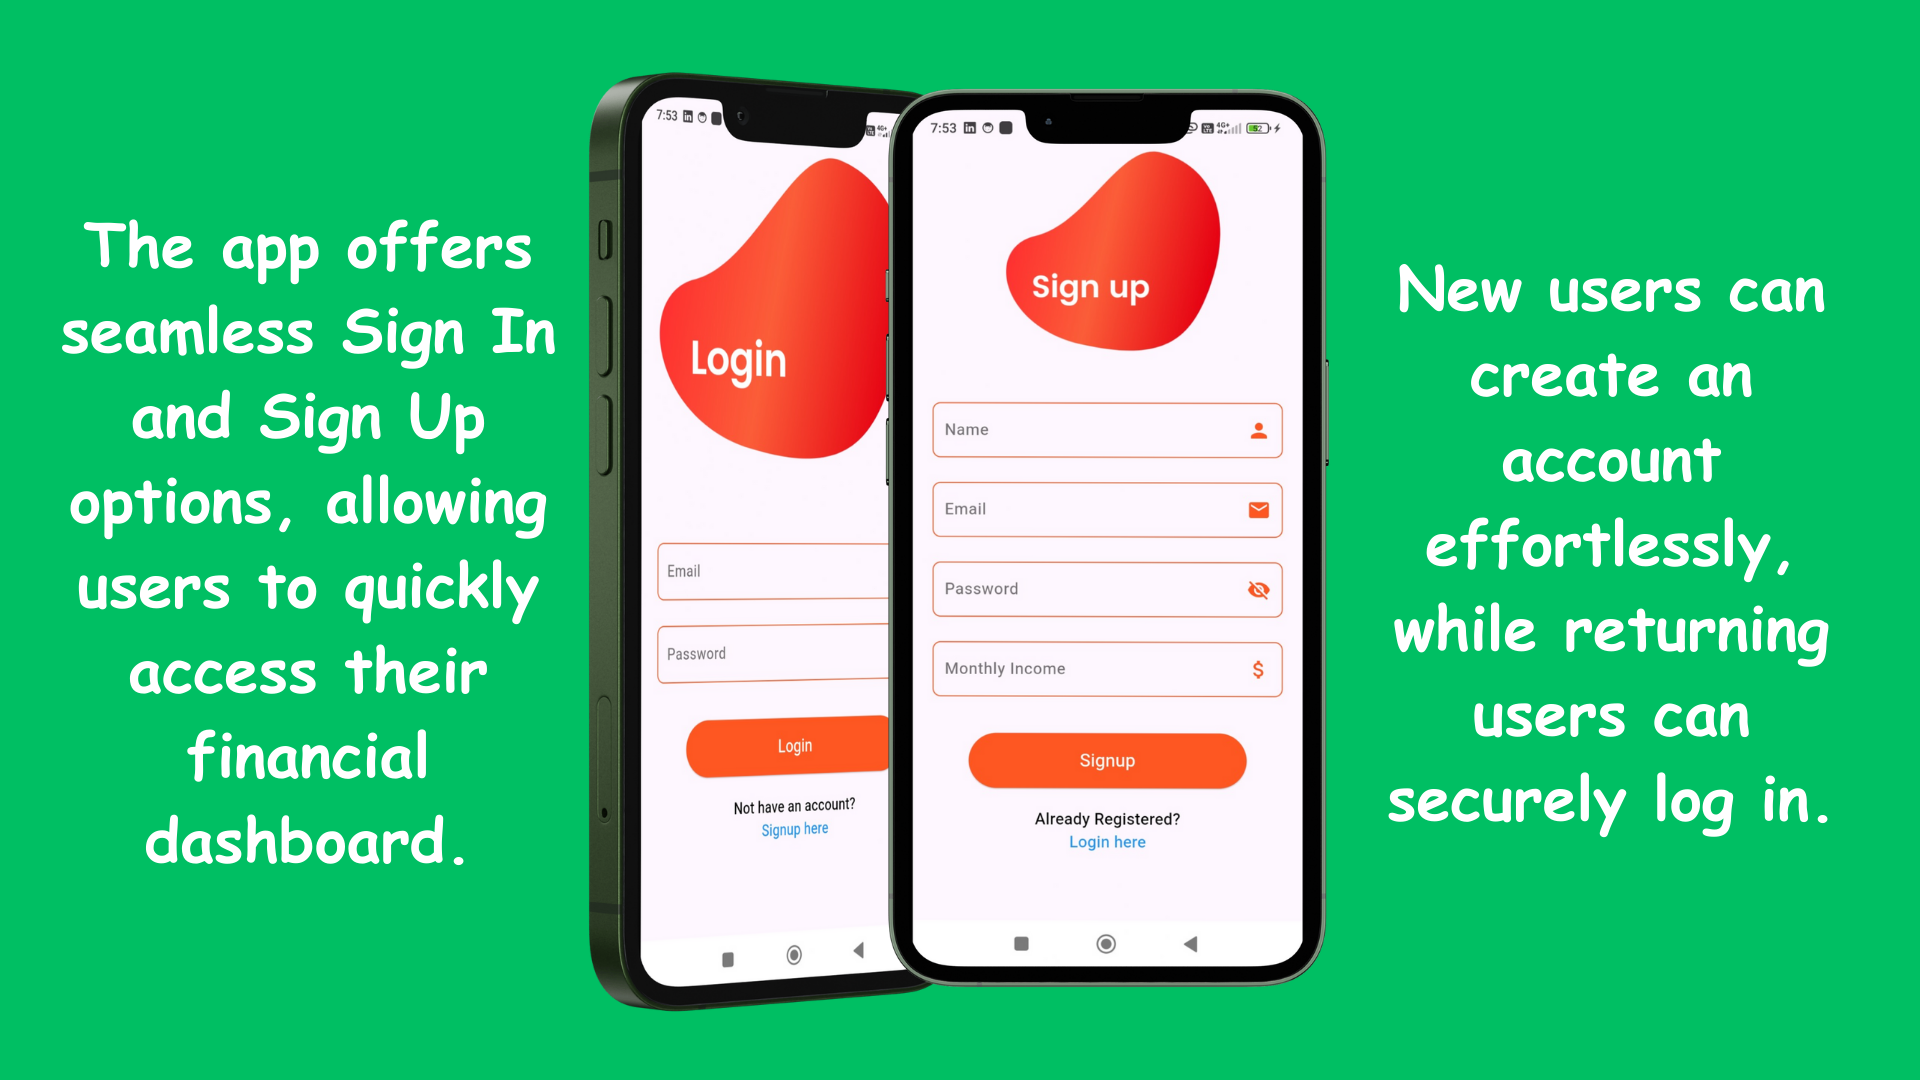 The app offers
seamless Sign In
and Sign Up
options, allowing
users to quickly
access their
financial
dashboard.
7:53
4G+
Login
Email
Password
Login
Not have an account?
Signup here
7:53
4G+
52
Sign up
Name
Email
Password
Monthly Income
$
Signup
Already Registered?
Login here
New users can
create an
account
effortlessly,
while returning
users can
securely log in.